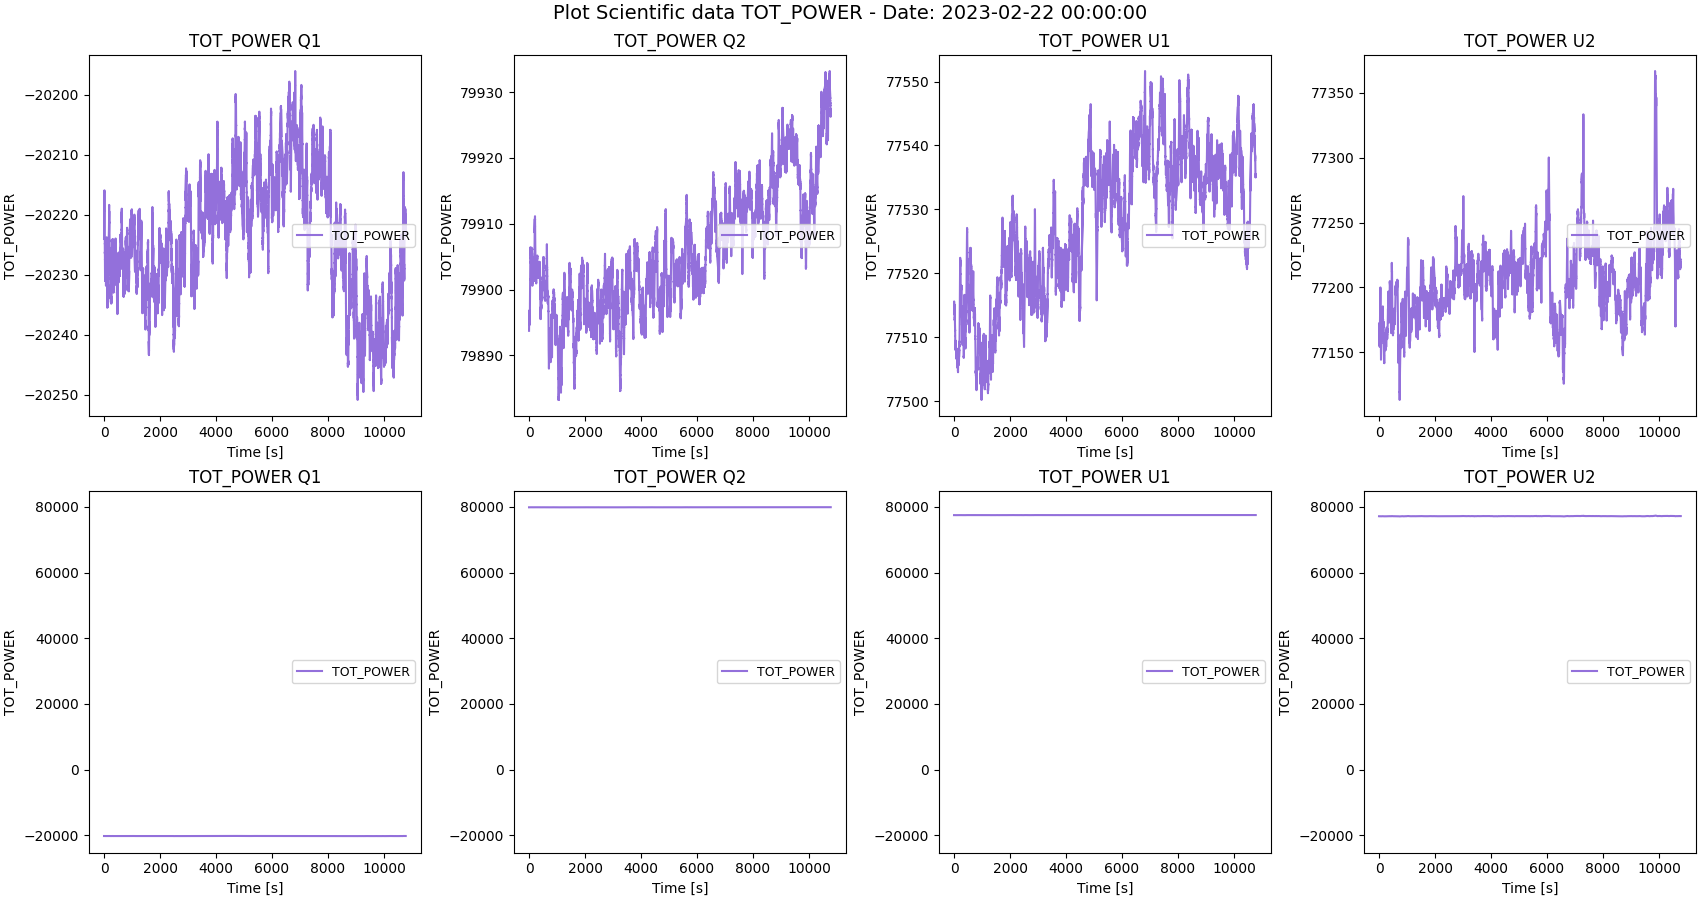 Plot Scientific data TOT_POWER - Date: 2023-02-22 00:00:00
TOT_POWER Q1
TOT_POWER
−20200
−20210
−20220
−20230
−20240
−20250
TOT_POWER
0 2000 4000 6000 8000 10000
Time [s]
TOT_POWER Q2
TOT_POWER
79930
79920
79910
79900
79890
TOT_POWER
0 2000 4000 6000 8000 10000
Time [s]
TOT_POWER U1
TOT_POWER
77550
77540
77530
77520
77510
77500
TOT_POWER
0 2000 4000 6000 8000 10000
Time [s]
TOT_POWER U2
TOT_POWER
77350
77300
77250
77200
77150
TOT_POWER
0 2000 4000 6000 8000 10000
Time [s]
TOT_POWER Q1
TOT_POWER
80000
60000
40000
20000
0
−20000
TOT_POWER
0 2000 4000 6000 8000 10000
Time [s]
TOT_POWER Q2
TOT_POWER
80000
60000
40000
20000
0
−20000
TOT_POWER
0 2000 4000 6000 8000 10000
Time [s]
TOT_POWER U1
TOT_POWER
80000
60000
40000
20000
0
−20000
TOT_POWER
0 2000 4000 6000 8000 10000
Time [s]
TOT_POWER U2
TOT_POWER
80000
60000
40000
20000
0
−20000
TOT_POWER
0 2000 4000 6000 8000 10000
Time [s]